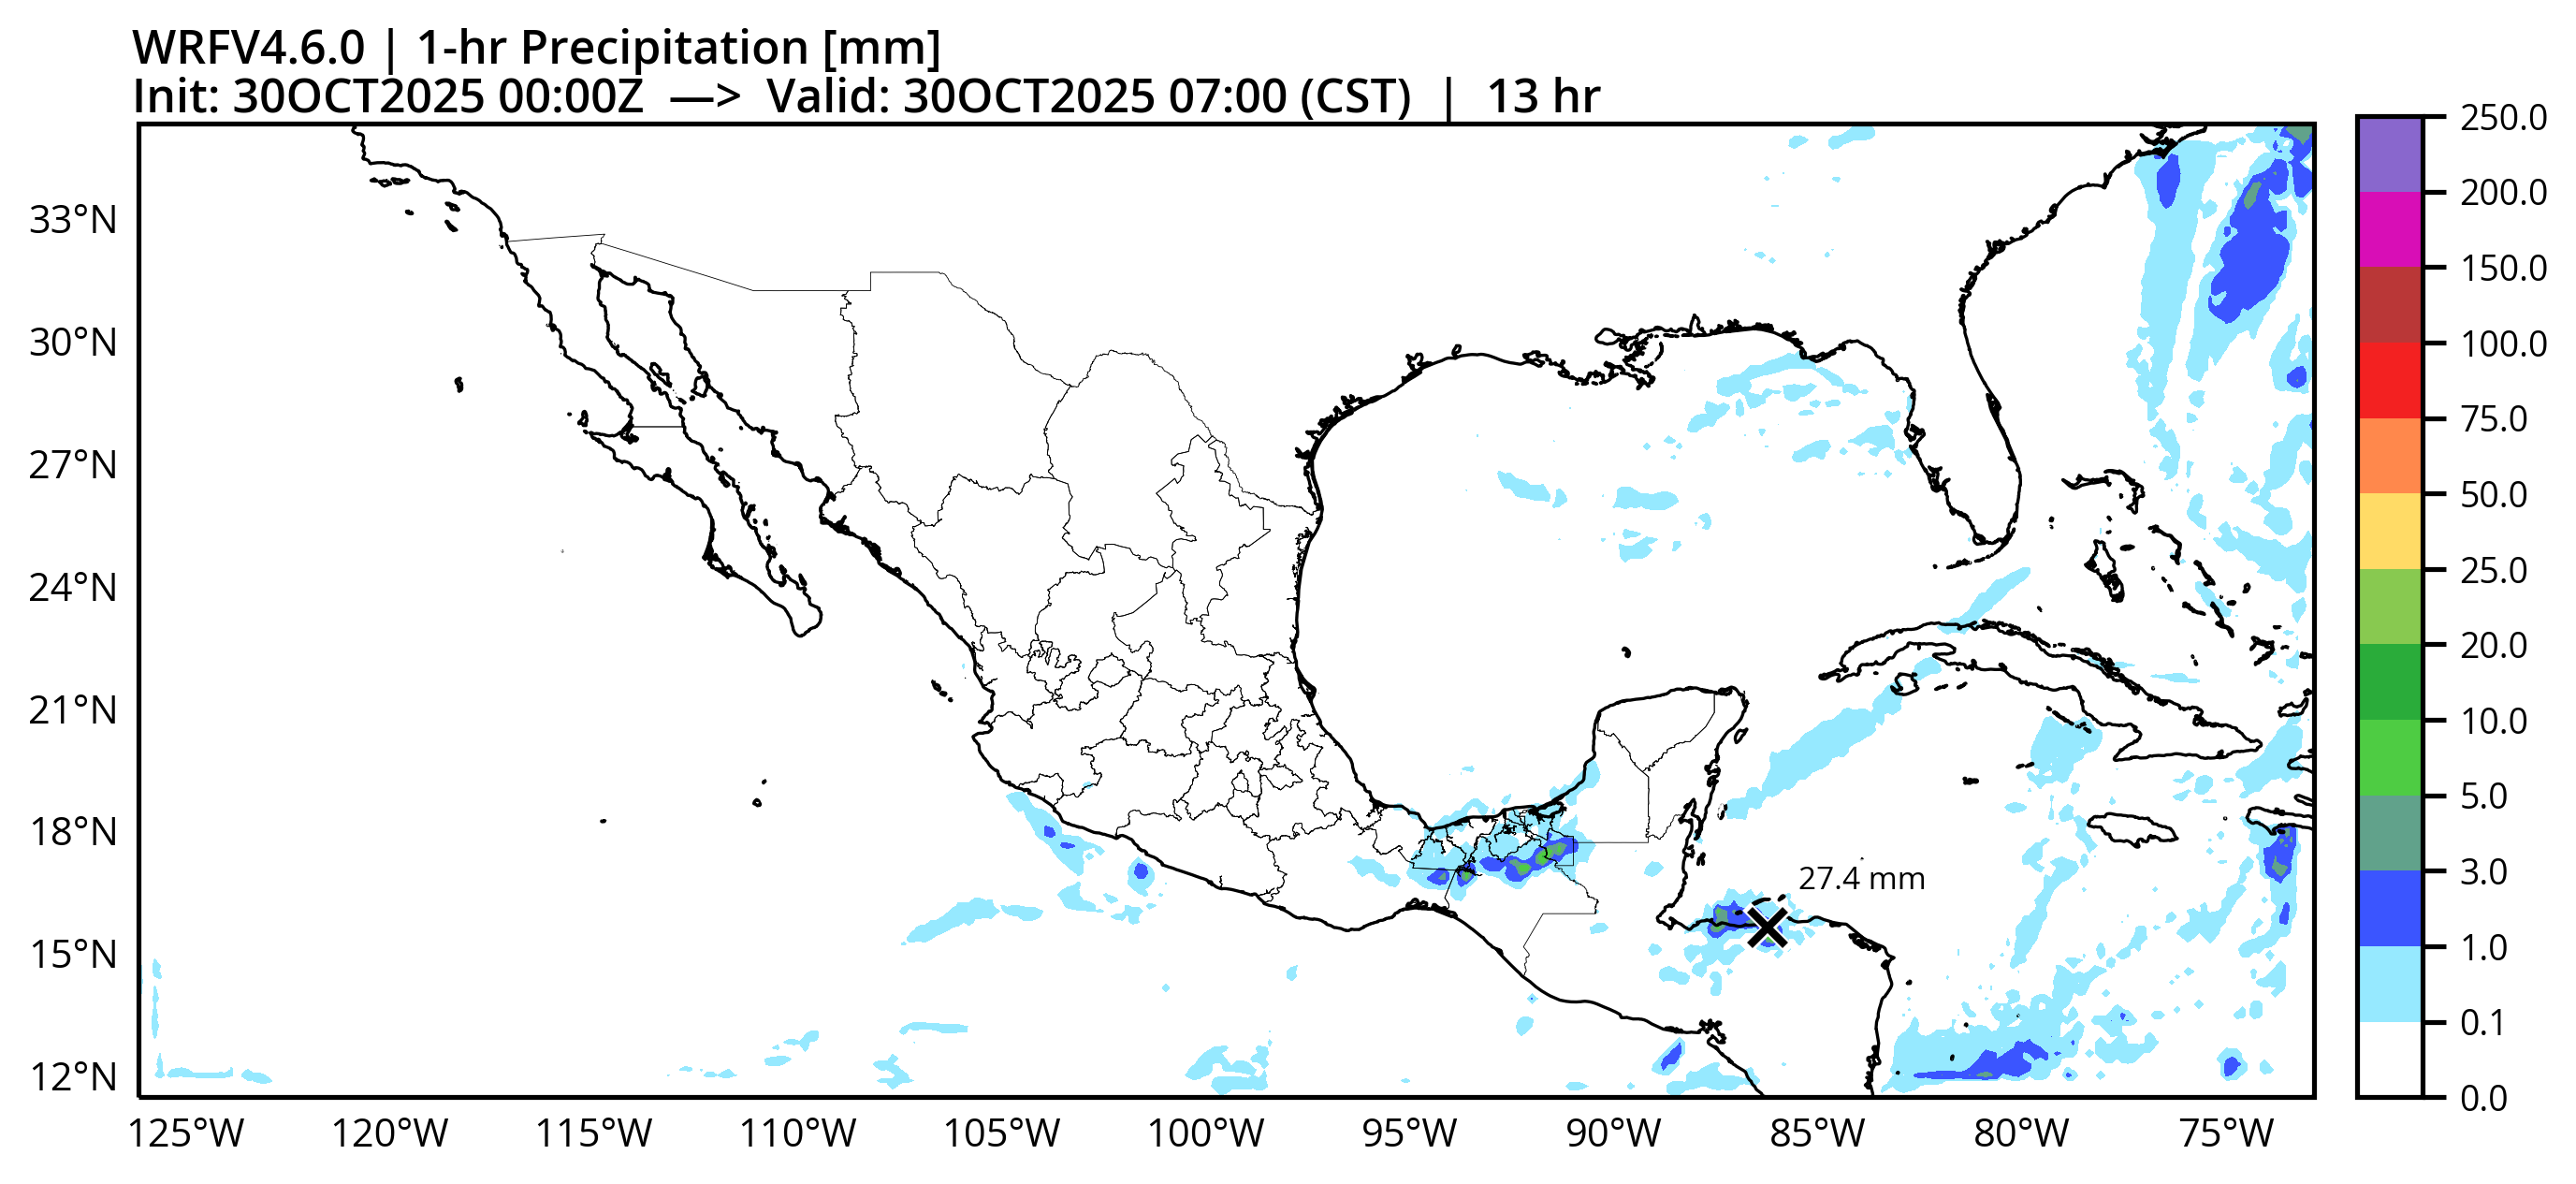 WRFV4.6.0 | 1-hr Precipitation [mm]
Init: 30OCT2025 00:00Z —> Valid: 30OCT2025 07:00 (CST) | 13 hr
33°N
30°N
27°N
24°N
21°N
18°N
15°N
12°N
125°W 120°W 115°W 110°W 105°W 100°W 95°W 90°W 85°W 80°W 75°W
27.4 mm
250.0
200.0
150.0
100.0
75.0
50.0
25.0
20.0
10.0
5.0
3.0
1.0
0.1
0.0